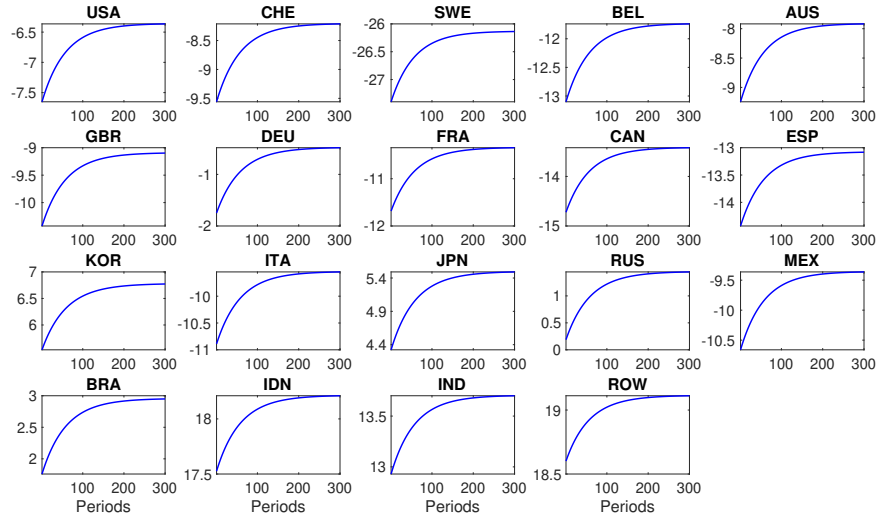 USA
-6.5
-7
-7.5
100 200 300
CHE
-8.5
-9
-9.5
100 200 300
SWE
-26
-26.5
-27
100 200 300
BEL
-12
-12.5
-13
100 200 300
AUS
-8
-8.5
-9
100 200 300
GBR
-9
-9.5
-10
100 200 300
DEU
-1
-2
100 200 300
FRA
-11
-12
100 200 300
CAN
-14
-15
100 200 300
ESP
-13
-13.5
-14
100 200 300
KOR
7
6.5
6
100 200 300
ITA
-10
-10.5
-11
100 200 300
JPN
5.4
4.9
4.4
100 200 300
RUS
1
0.5
0
100 200 300
MEX
-9.5
-10
-10.5
100 200 300
BRA
3
2.5
2
100 200 300
Periods
IDN
18
17.5
100 200 300
Periods
IND
13.5
13
100 200 300
Periods
ROW
19
18.5
100 200 300
Periods